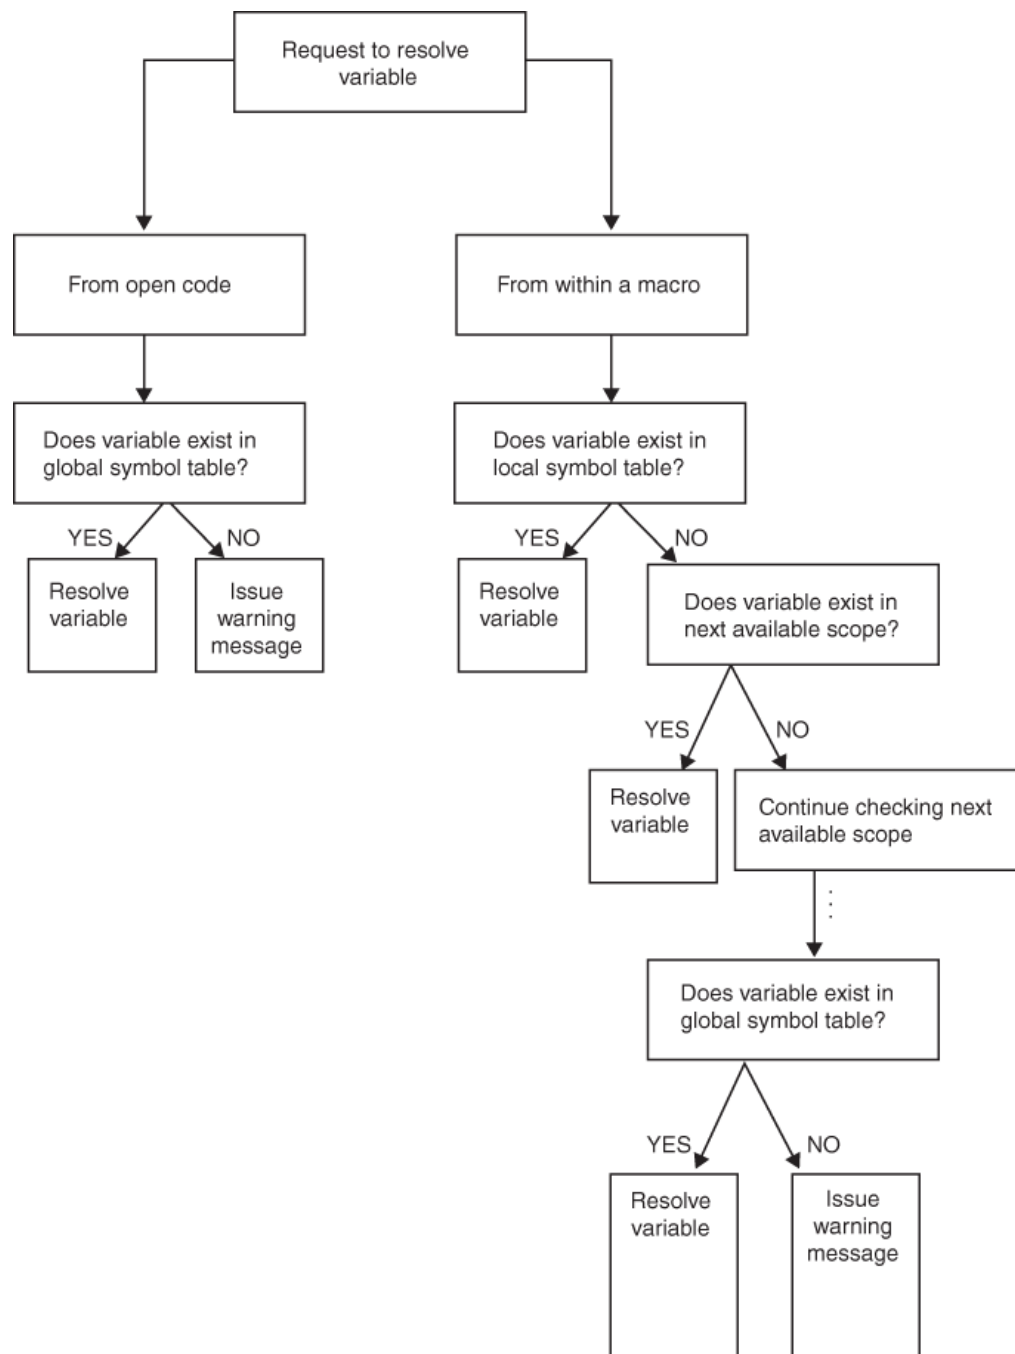 Request to resolve
variable
From open code
From within a macro
Does variable exist in
global symbol table?
Does variable exist in
local symbol table?
YES
NO
YES
NO
Resolve
variable
Issue
warning
message
Resolve
variable
Does variable exist in
next available scope?
YES
NO
Resolve
variable
Continue checking next
available scope
Does variable exist in
global symbol table?
YES
NO
Resolve
variable
Issue
warning
message